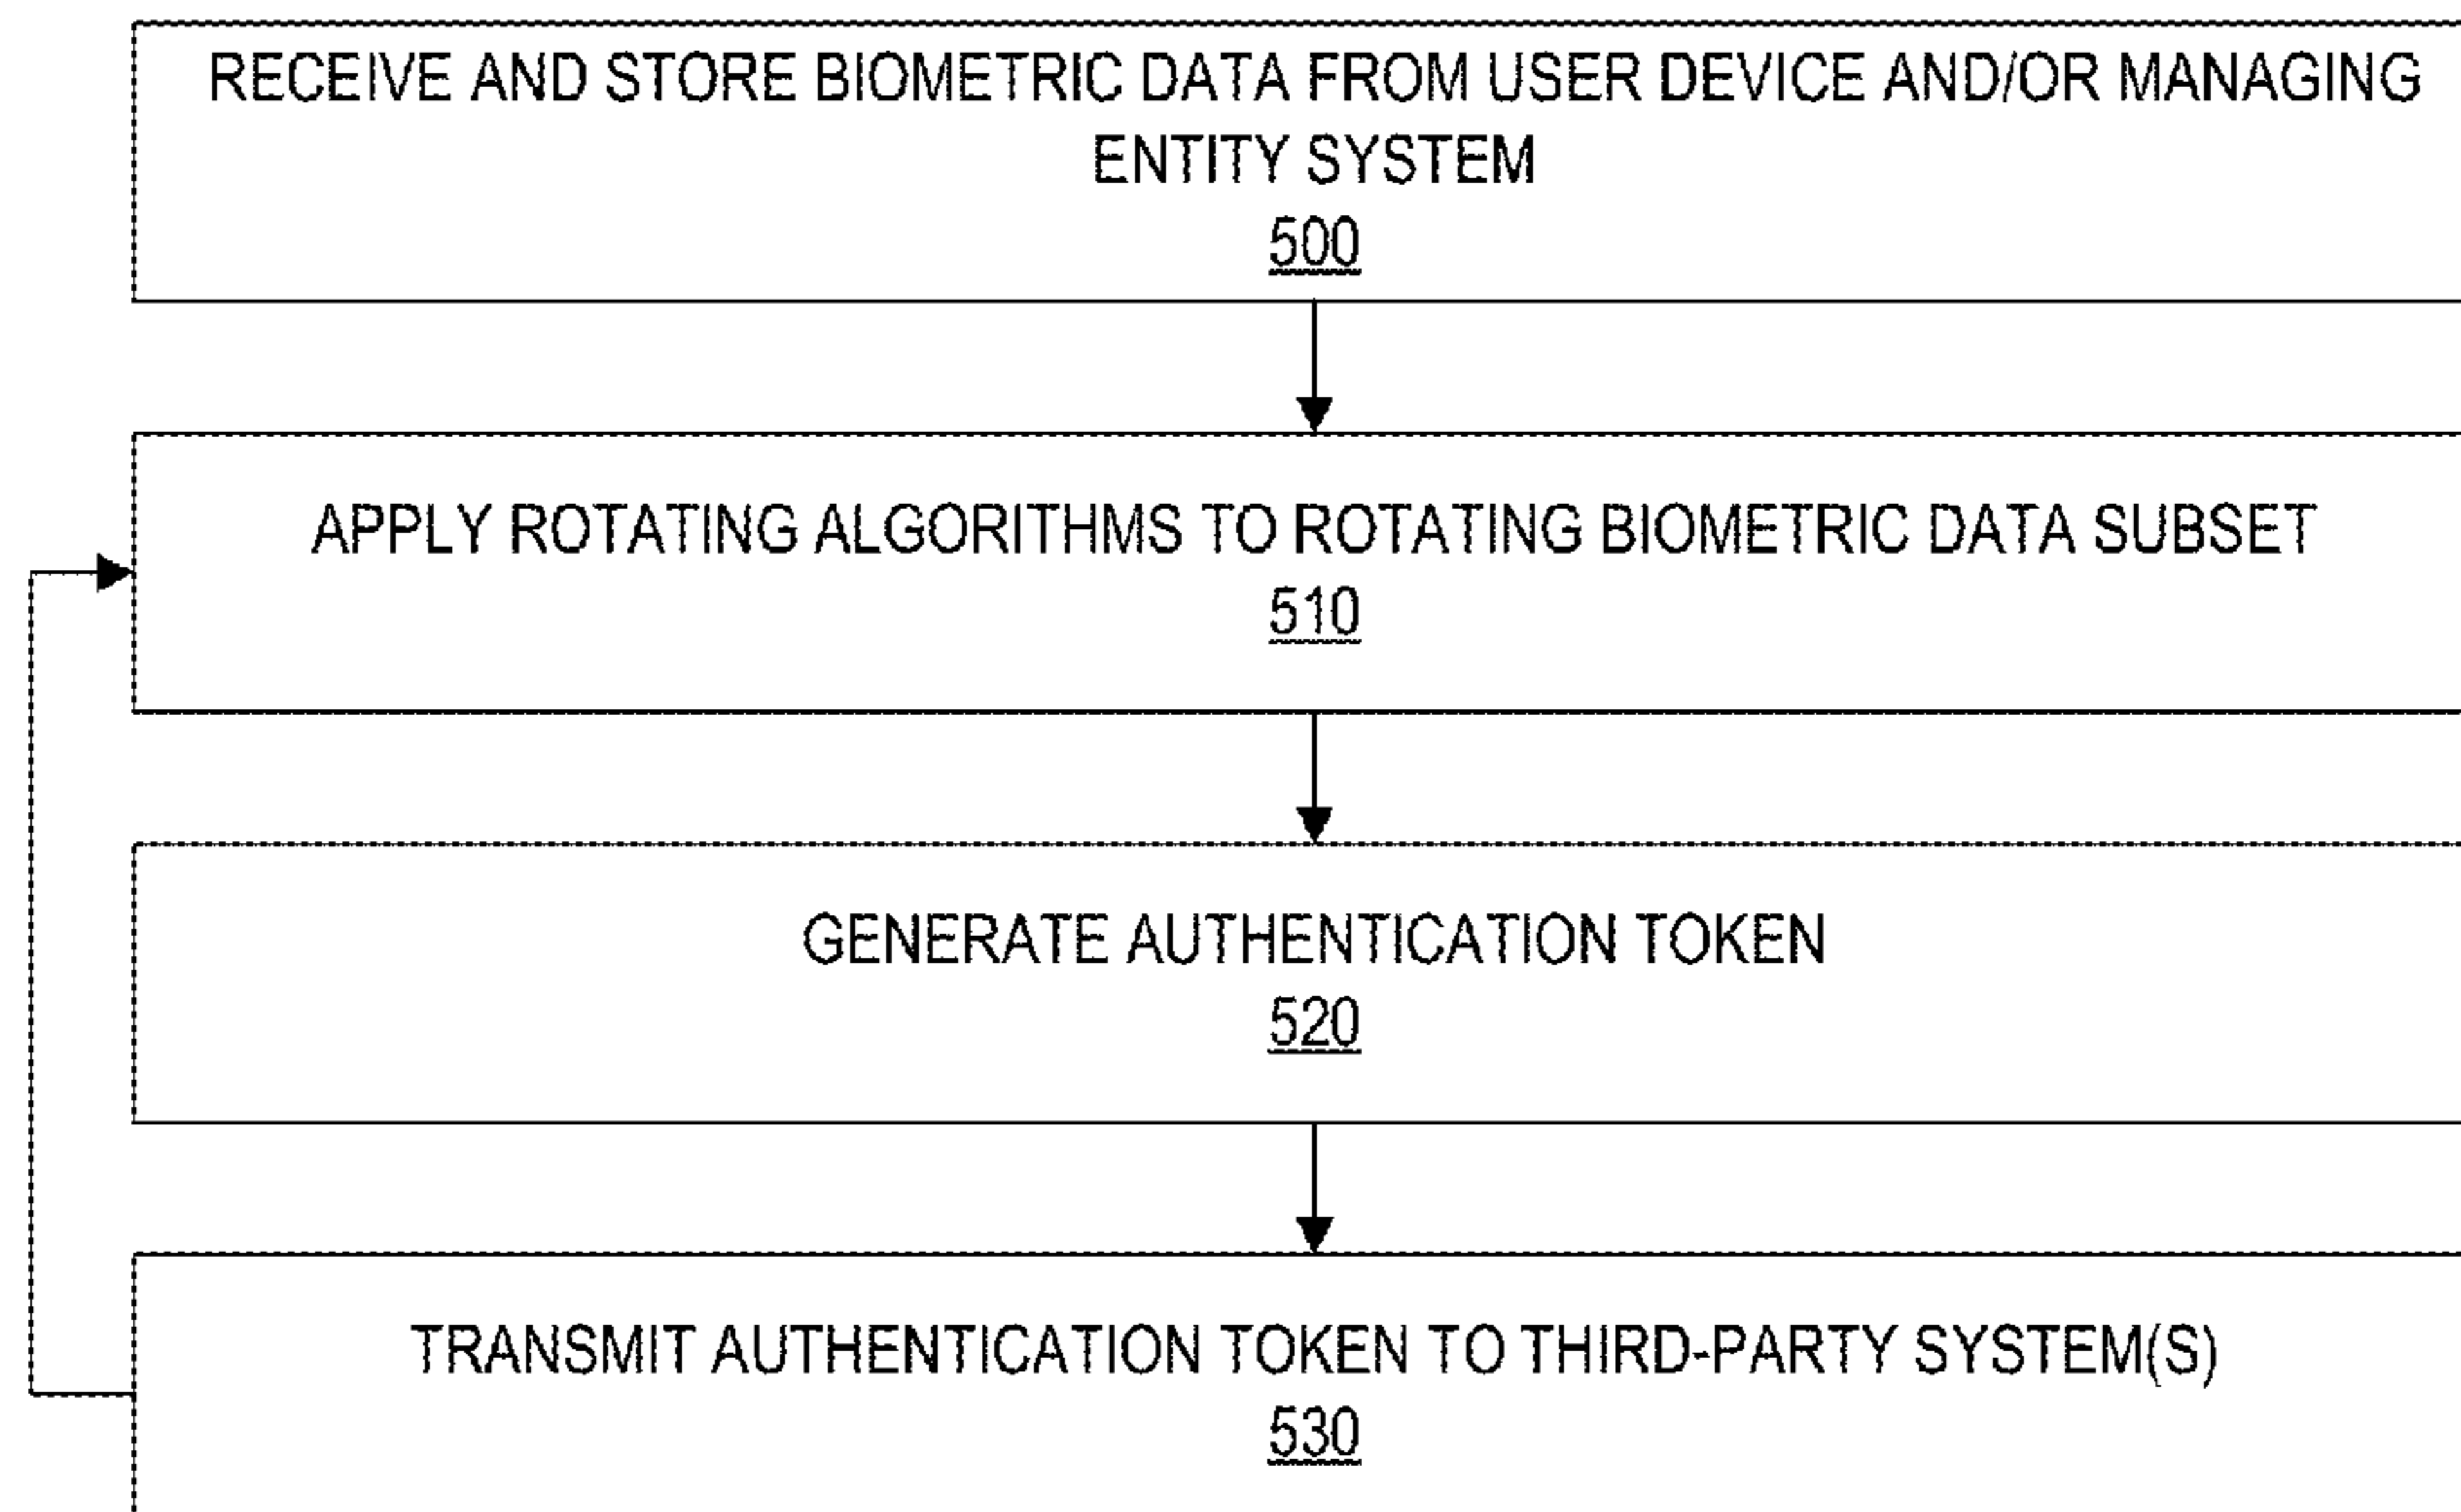 RECEIVE AND STORE BIOMETRIC DATA FROM USER DEVICE AND/OR MANAGING
ENTITY SYSTEM
500
APPLY ROTATING ALGORITHMS TO ROTATING BIOMETRIC DATA SUBSET
510
GENERATE AUTHENTICATION TOKEN
520
TRANSMIT AUTHENTICATION TOKEN TO THIRD-PARTY SYSTEM(S)
530